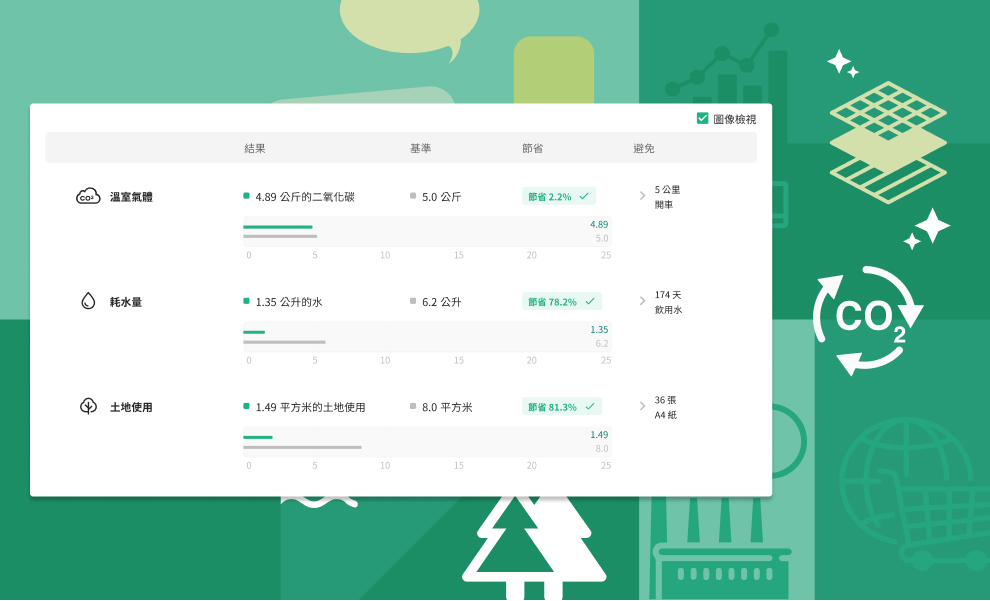 圖像檢視
結果 基準 節省 避免
CO² 溫室氣體 4.89 公斤的二氧化碳 5.0 公斤 節省 2.2% 5 公里
開車
4.89
5.0
0 5 10 15 20 25
耗水量 1.35 公升的水 6.2 公升 節省 78.2% 174 天
飲用水
1.35
6.2
0 5 10 15 20 25
土地使用 1.49 平方米的土地使用 8.0 平方米 節省 81.3% 36 張
A4 紙
1.49
8.0
0 5 10 15 20 25
CO2